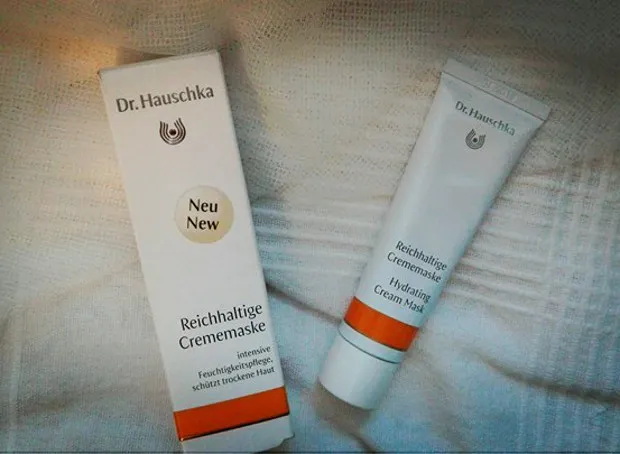 Dr. Hauschka
Neu
New
Reichhaltige
Crememaske
intensive
Feuchtigkeitspflege,
schützt trockene Haut
Dr. Hauschka
Reichhaltige
Crememaske
Hydrating
Cream Mask